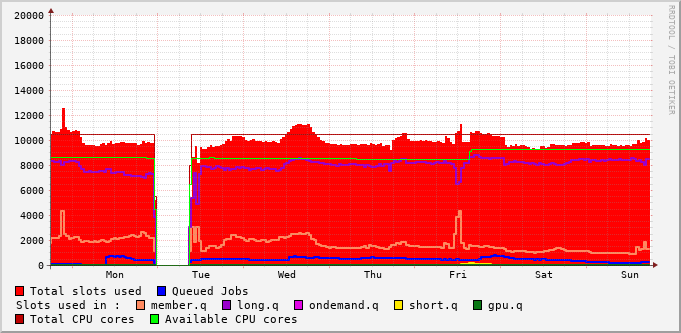 20000
18000
16000
14000
12000
10000
8000
6000
4000
2000
0
Mon Tue Wed Thu Fri Sat Sun
RRDTOOL / TOBI OETIKER
Total slots used Queued Jobs
Slots used in : member.q long.q ondemand.q short.q gpu.q
Total CPU cores Available CPU cores